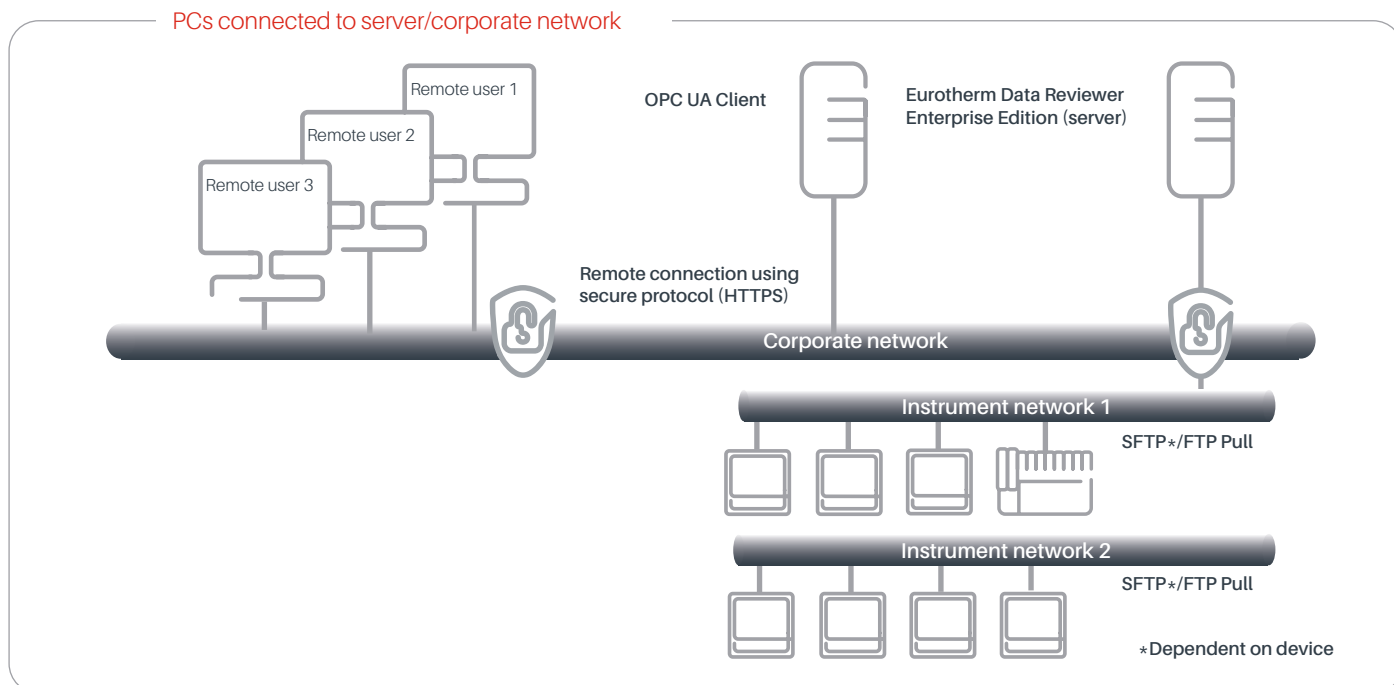 PCs connected to server/corporate network
Remote user 1
Remote user 2
Remote user 3
OPC UA Client
Eurotherm Data Reviewer
Enterprise Edition (server)
Remote connection using
secure protocol (HTTPS)
Corporate network
Instrument network 1
SFTP*/FTP Pull
Instrument network 2
SFTP*/FTP Pull
*Dependent on device